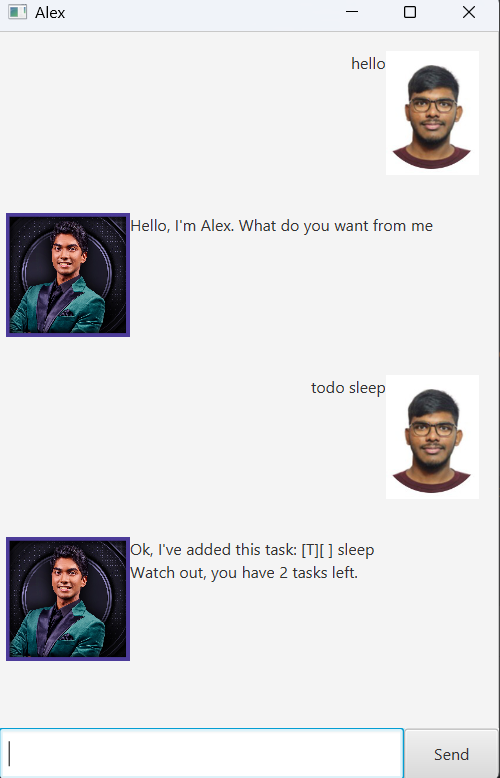 Alex
hello
Hello, I'm Alex. What do you want from me
todo sleep
Ok, I've added this task: [T][ ] sleep
Watch out, you have 2 tasks left.
Send